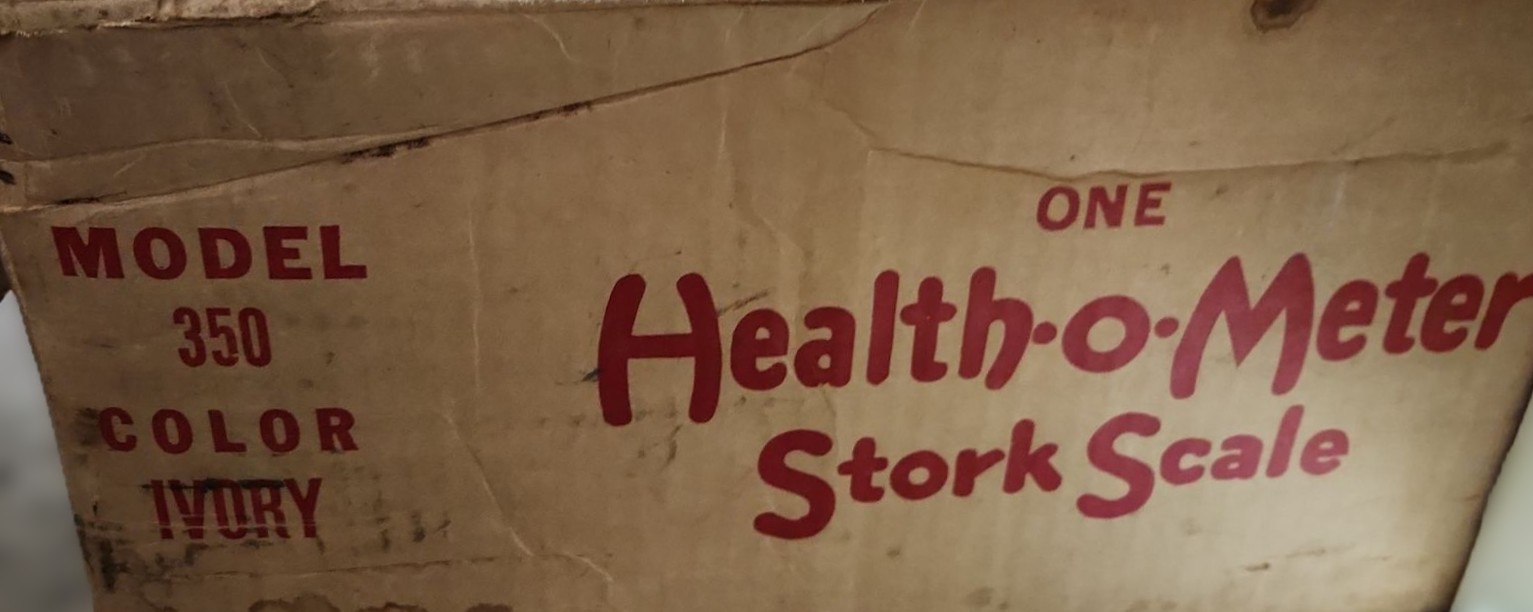 MODEL
350
COLOR
IVORY
ONE
Health-o-Meter
Stork Scale